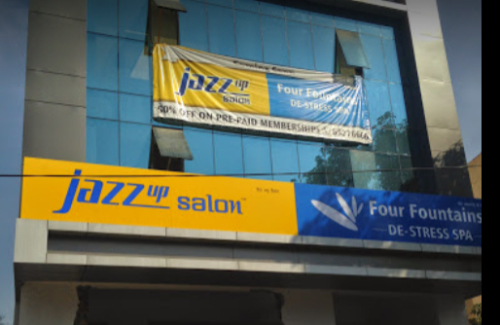 jazz up
salon
Four Fountains
DE-STRESS SPA
% OFF ON PRE-PAID MEMBERSHIPS
jazz up salon
Four Fountains
DE-STRESS SPA